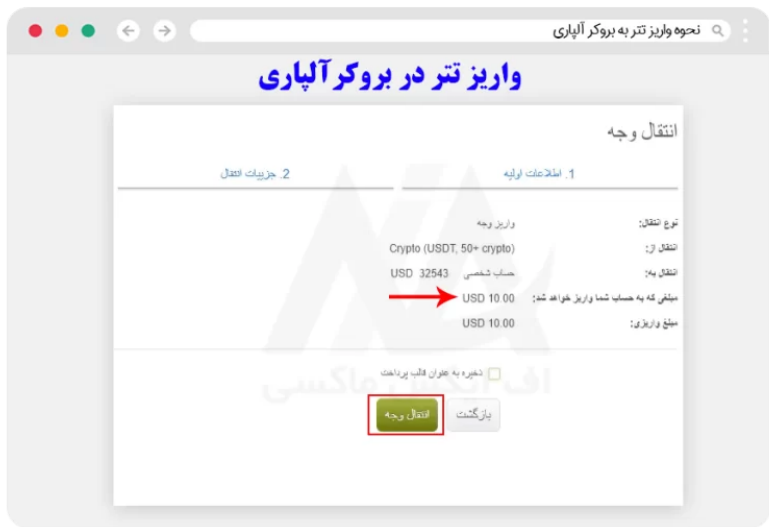 نحوه واریز تتر به بروکر آلپاری
واریز تتر در بروکر آلپاری
انتقال وجه
1. اطلاعات اولیه
2. جزییات انتقال
نوع انتقال: واریز وجه
انتقال از: Crypto (USDT, 50+ crypto)
انتقال به: حساب شخصی USD 32543
مبلغی که به حساب شما واریز خواهد شد: USD 10.00
مبلغ واریزی: USD 10.00
ذخیره به عنوان قالب پرداخت
اف ایکس ماکسی
بازگشت
انتقال وجه